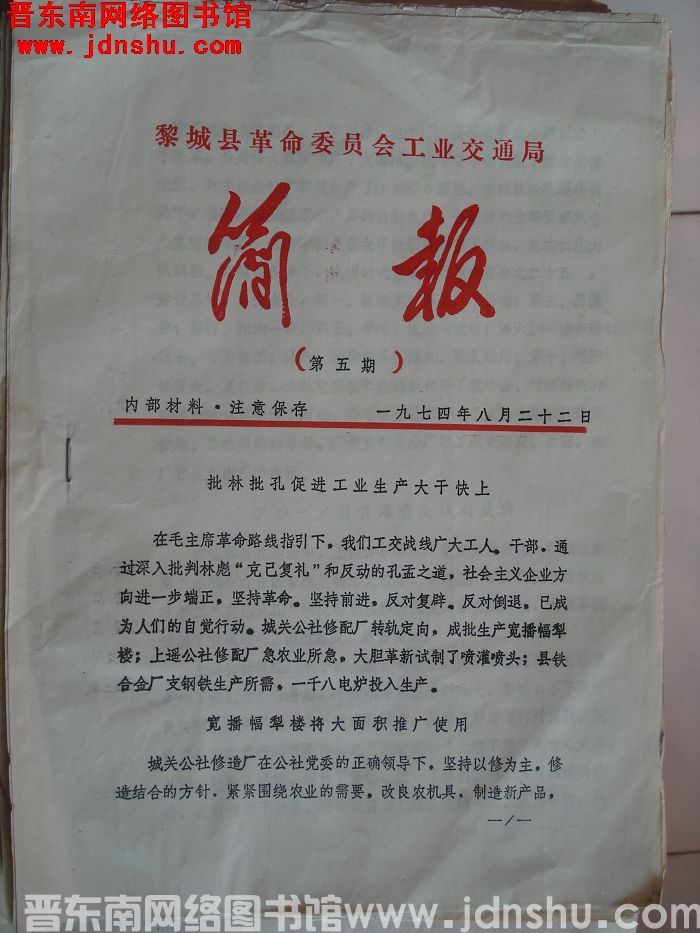 晋东南网络图书馆
www.jdnshu.com
黎城县革命委员会工业交通局
简报
（第五期）
内部材料·注意保存 一九七四年八月二十二日
批林批孔促进工业生产大干快上
在毛主席革命路线指引下，我们工交战线广大工人、干部，通
过深入批判林彪“克己复礼”和反动的孔孟之道，社会主义企业方
向进一步端正，坚持革命、坚持前进，反对复辟、反对倒退，已成
为人们的自觉行动。城关公社修配厂转轨定向，成批生产宽播幅犁
楼；上遥公社修配厂急农业所急，大胆革新试制了喷灌喷头；县铁
合金厂支钢铁生产所需，一千八电炉投入生产。
宽播幅犁楼将大面积推广使用
城关公社修造厂在公社党委的正确领导下，坚持以修为主，修
造结合的方针，紧紧围绕农业的需要，改良农机具，制造新产品，
—1—
晋东南网络图书馆 www.jdnshu.com